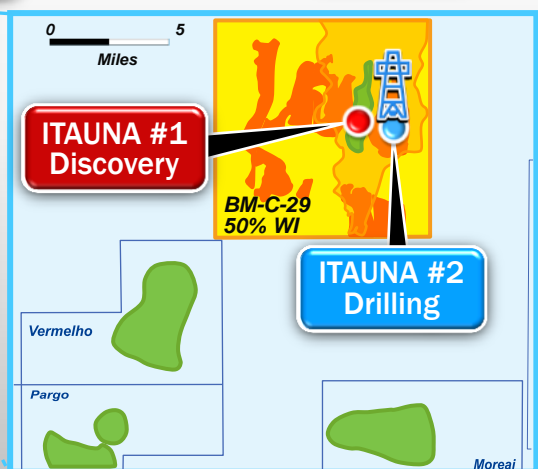 0 5
Miles
ITAUNA #1
Discovery
BM-C-29
50% WI
ITAUNA #2
Drilling
Vermelho
Pargo
Moreai